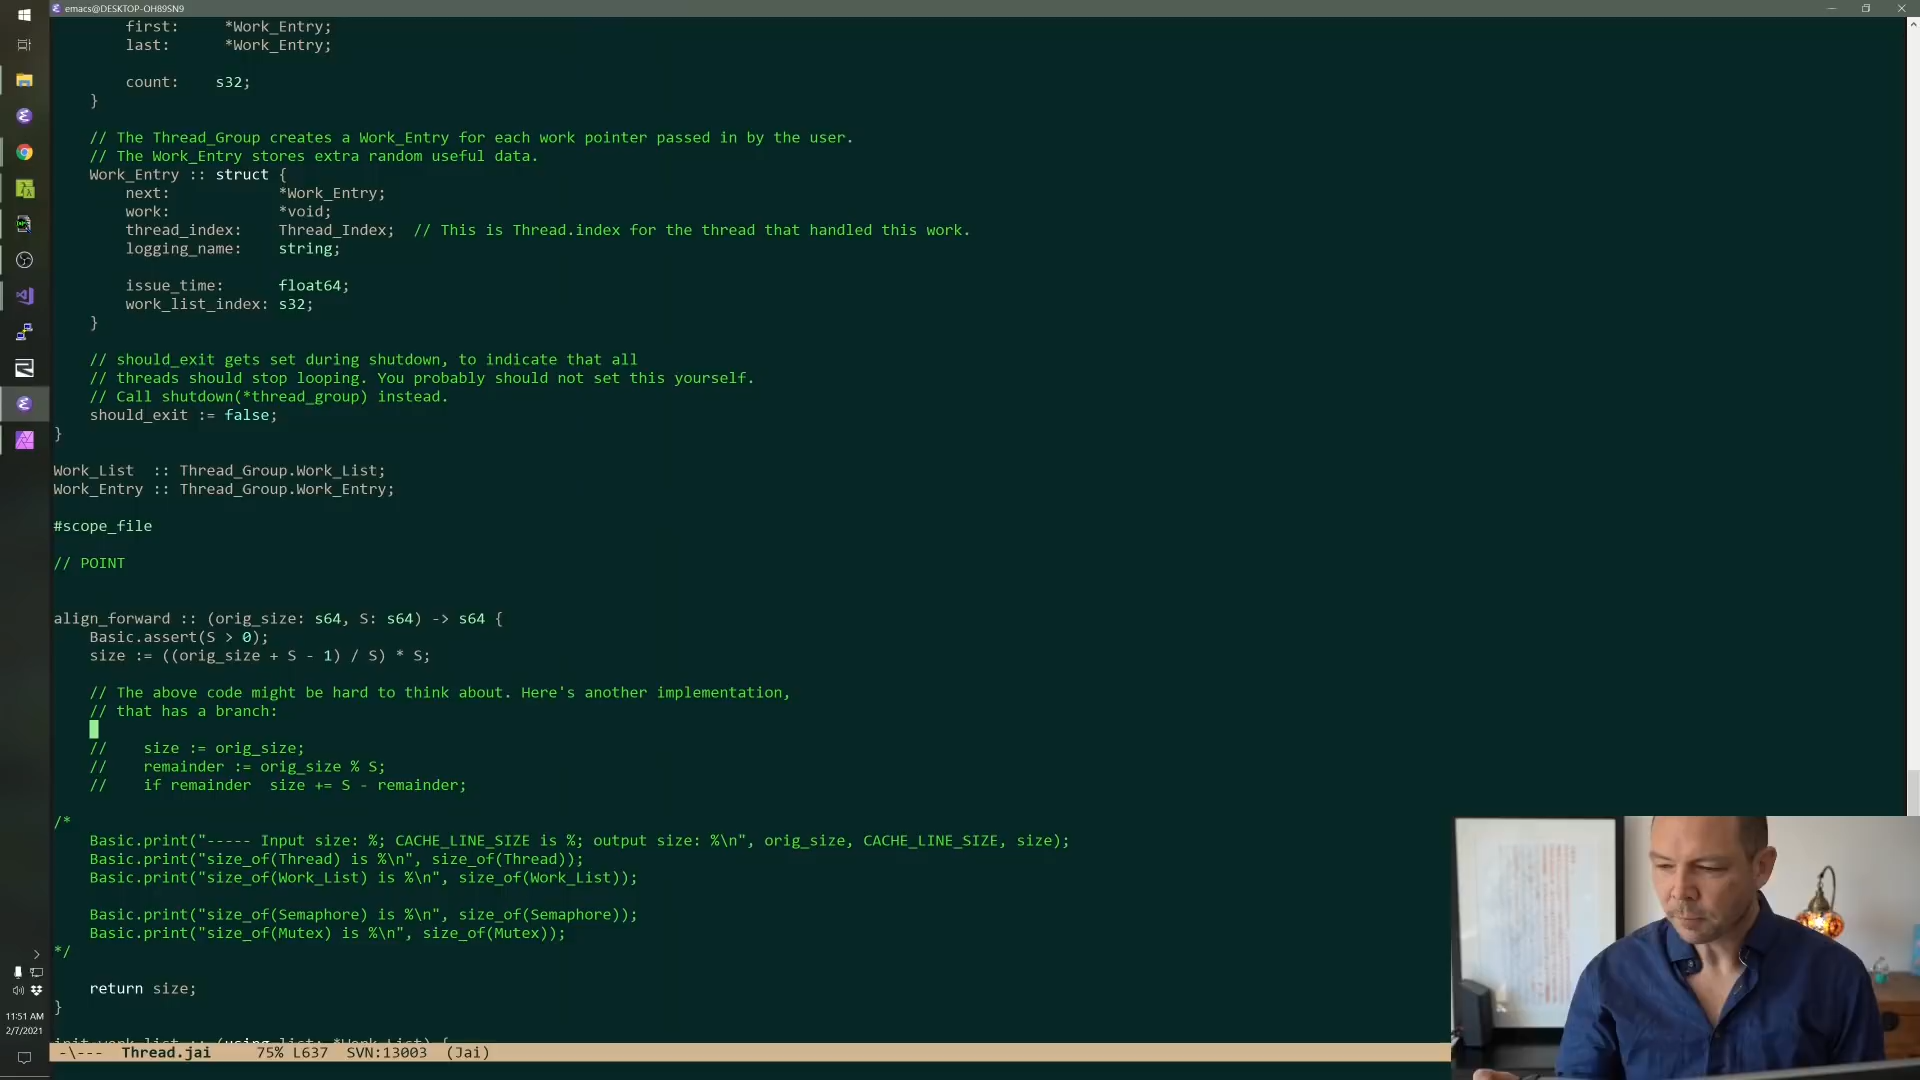 emacs@DESKTOP-OH89SN9
first:     *Work_Entry;
last:      *Work_Entry;
count:    s32;
}
// The Thread_Group creates a Work_Entry for each work pointer passed in by the user.
// The Work_Entry stores extra random useful data.
Work_Entry :: struct {
next:            *Work_Entry;
work:            *void;
thread_index:    Thread_Index;  // This is Thread.index for the thread that handled this work.
logging_name:    string;
issue_time:      float64;
work_list_index: s32;
}
// should_exit gets set during shutdown, to indicate that all
// threads should stop looping. You probably should not set this yourself.
// Call shutdown(*thread_group) instead.
should_exit := false;
}
Work_List  :: Thread_Group.Work_List;
Work_Entry :: Thread_Group.Work_Entry;
#scope_file
// POINT
align_forward :: (orig_size: s64, S: s64) -> s64 {
Basic.assert(S > 0);
size := ((orig_size + S - 1) / S) * S;
// The above code might be hard to think about. Here's another implementation,
// that has a branch:
//    size := orig_size;
//    remainder := orig_size % S;
//    if remainder  size += S - remainder;
/*
Basic.print("----- Input size: %; CACHE_LINE_SIZE is %; output size: %\n", orig_size, CACHE_LINE_SIZE, size);
Basic.print("size_of(Thread) is %\n", size_of(Thread));
Basic.print("size_of(Work_List) is %\n", size_of(Work_List));
Basic.print("size_of(Semaphore) is %\n", size_of(Semaphore));
Basic.print("size_of(Mutex) is %\n", size_of(Mutex));
*/
return size;
}
init_work_list :: (using list: *Work_List) {
-\---  Thread.jai     75% L637  SVN:13003  (Jai)
11:51 AM
2/7/2021